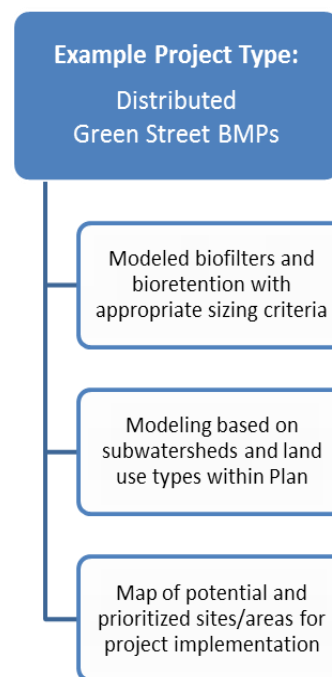 Example Project Type:
Distributed
Green Street BMPs
Modeled biofilters and
bioretention with
appropriate sizing criteria
Modeling based on
subwatersheds and land
use types within Plan
Map of potential and
prioritized sites/areas for
project implementation